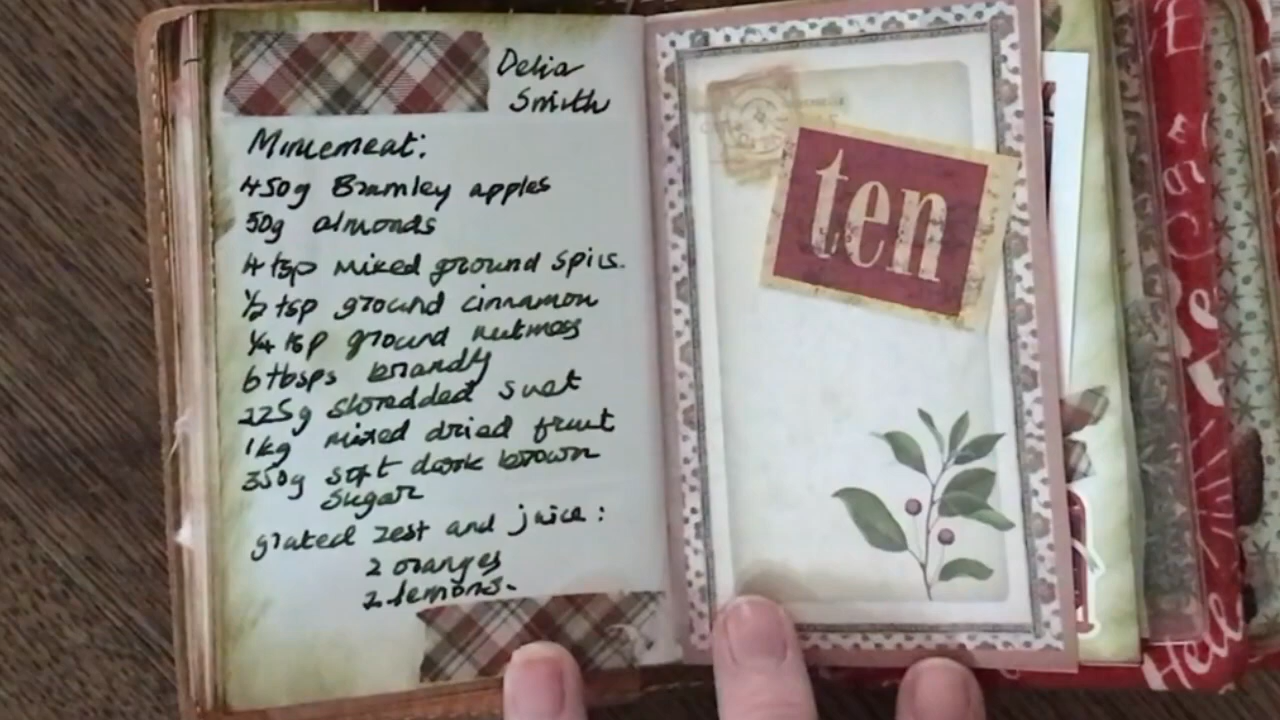 Delia
Smith
Mincemeat:
450g Bramley apples
50g almonds
4 tsp mixed ground spice.
1/2 tsp ground cinnamon
1/4 tsp ground nutmeg
6 tbsps brandy
225g shredded suet
1kg mixed dried fruit
350g soft dark brown
sugar
grated zest and juice:
2 oranges
2 lemons.
ten
Hello